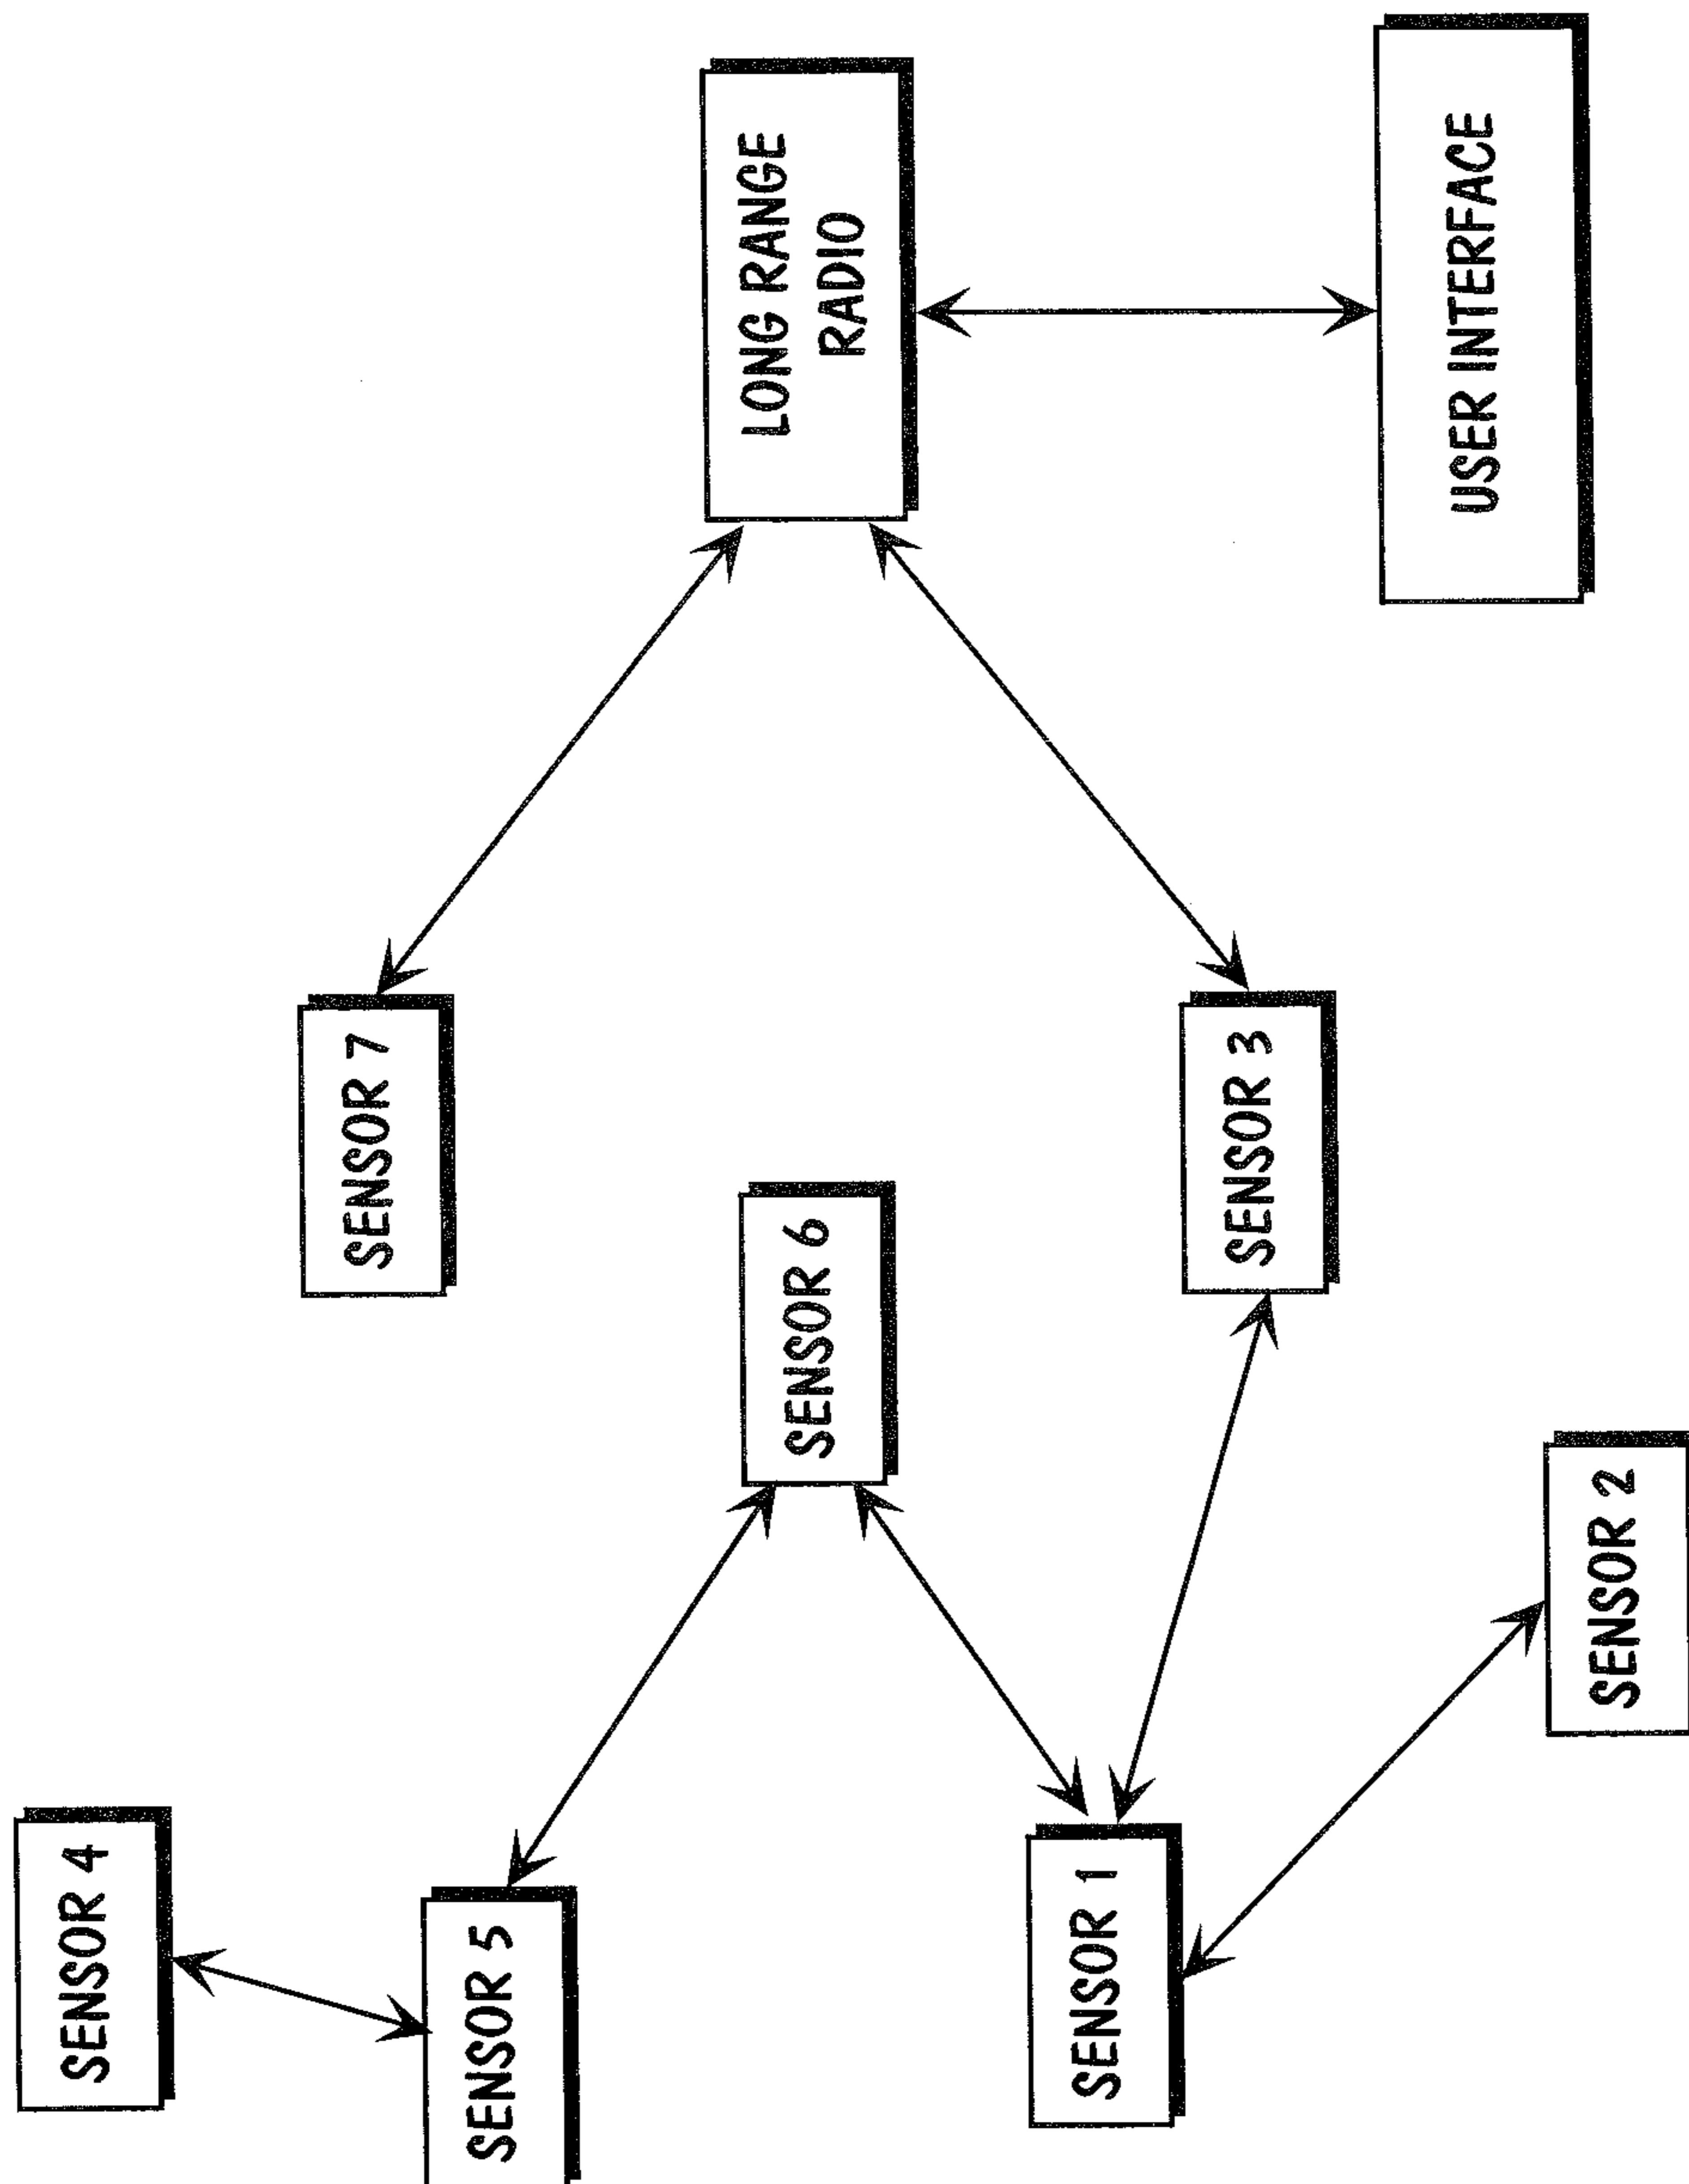 SENSOR 4
SENSOR 5
SENSOR 7
SENSOR 6
LONG RANGE
RADIO
SENSOR 1
SENSOR 3
SENSOR 2
USER INTERFACE